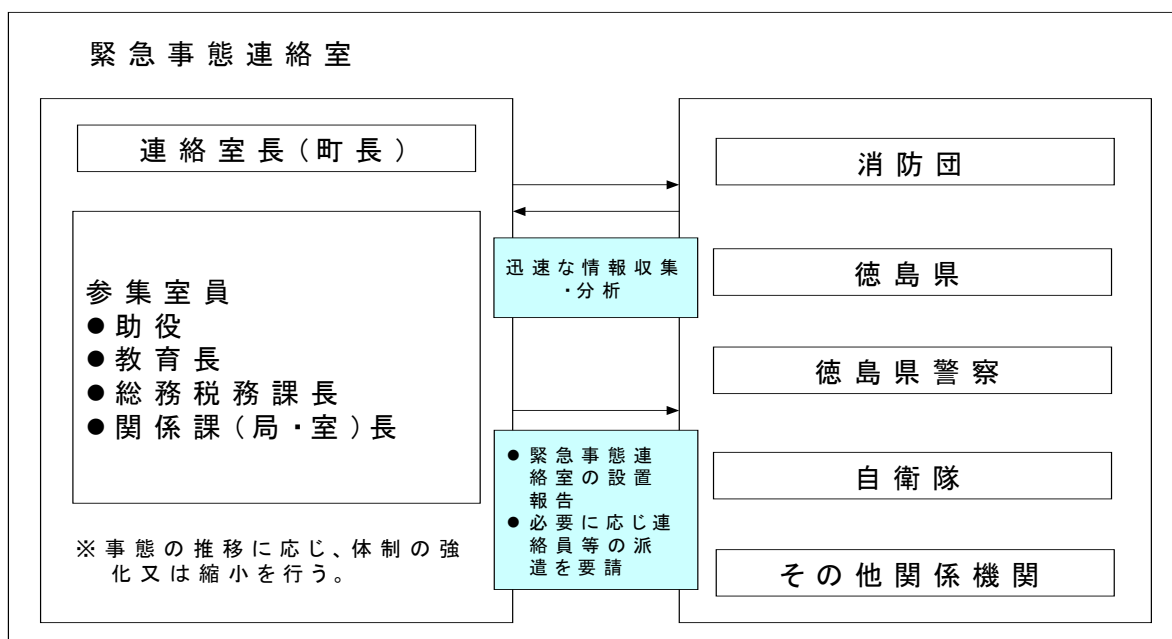 緊急事態連絡室
連絡室長(町長)
参集室員
●助役
●教育長
●総務税務課長
●関係課(局・室)長
※事態の推移に応じ、体制の強
化又は縮小を行う。
迅速な情報収集
・分析
●緊急事態連
絡室の設置
報告
●必要に応じ連
絡員等の派
遣を要請
消防団
徳島県
徳島県警察
自衛隊
その他関係機関